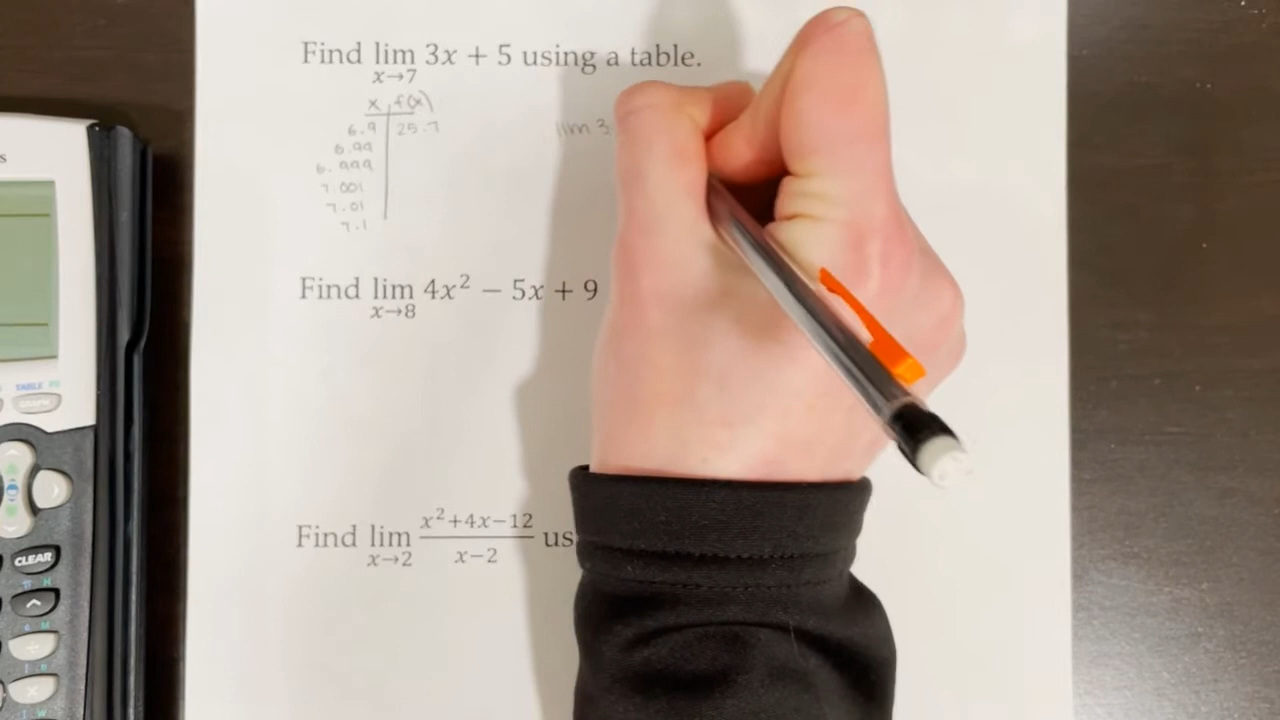 Find lim 3x + 5 using a table.
x→7
x f(x)
6.9 25.7
6.99
6.999
7.001
7.01
7.1
lim 3
Find lim 4x² − 5x + 9
x→8
Find lim x²+4x−12 us
x→2 x−2
s
TABLE
GRAPH
CLEAR